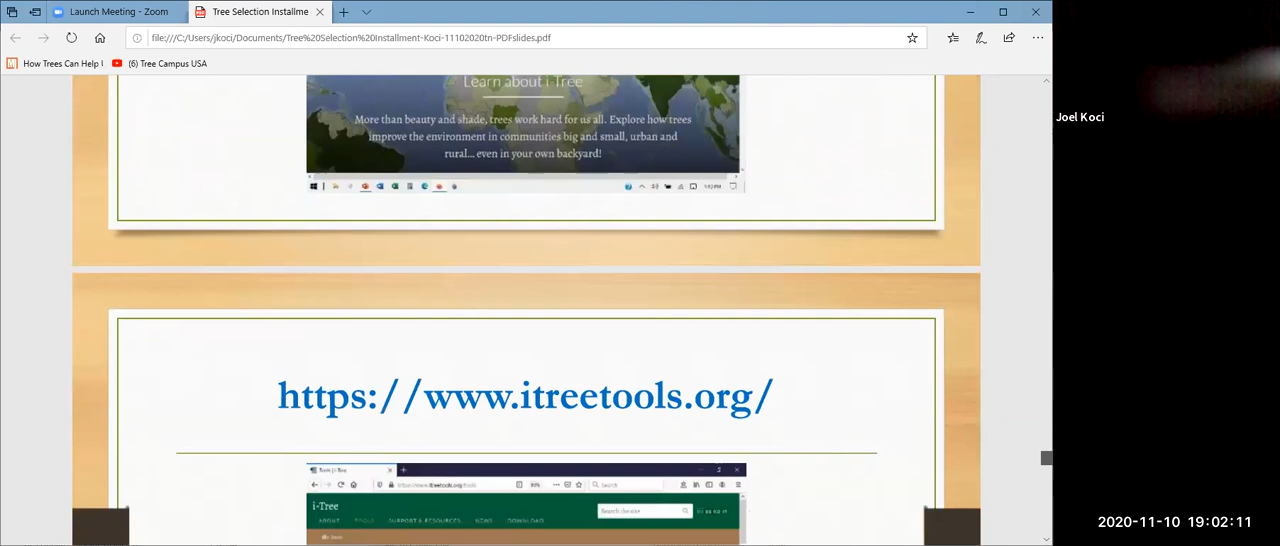 Launch Meeting - Zoom
Tree Selection Installme
file:///C:/Users/jkoci/Documents/Tree%20Selection%20Installment-Koci-11102020tn-PDFslides.pdf
How Trees Can Help U
(6) Tree Campus USA
Learn about i-Tree
More than beauty and shade, trees work hard for us all. Explore how trees
improve the environment in communities big and small, urban and
rural... even in your own backyard!
https://www.itreetools.org/
i-Tree
Search the site
ABOUT TOOLS SUPPORT & RESOURCES NEWS DOWNLOAD
Joel Koci
2020-11-10 19:02:11